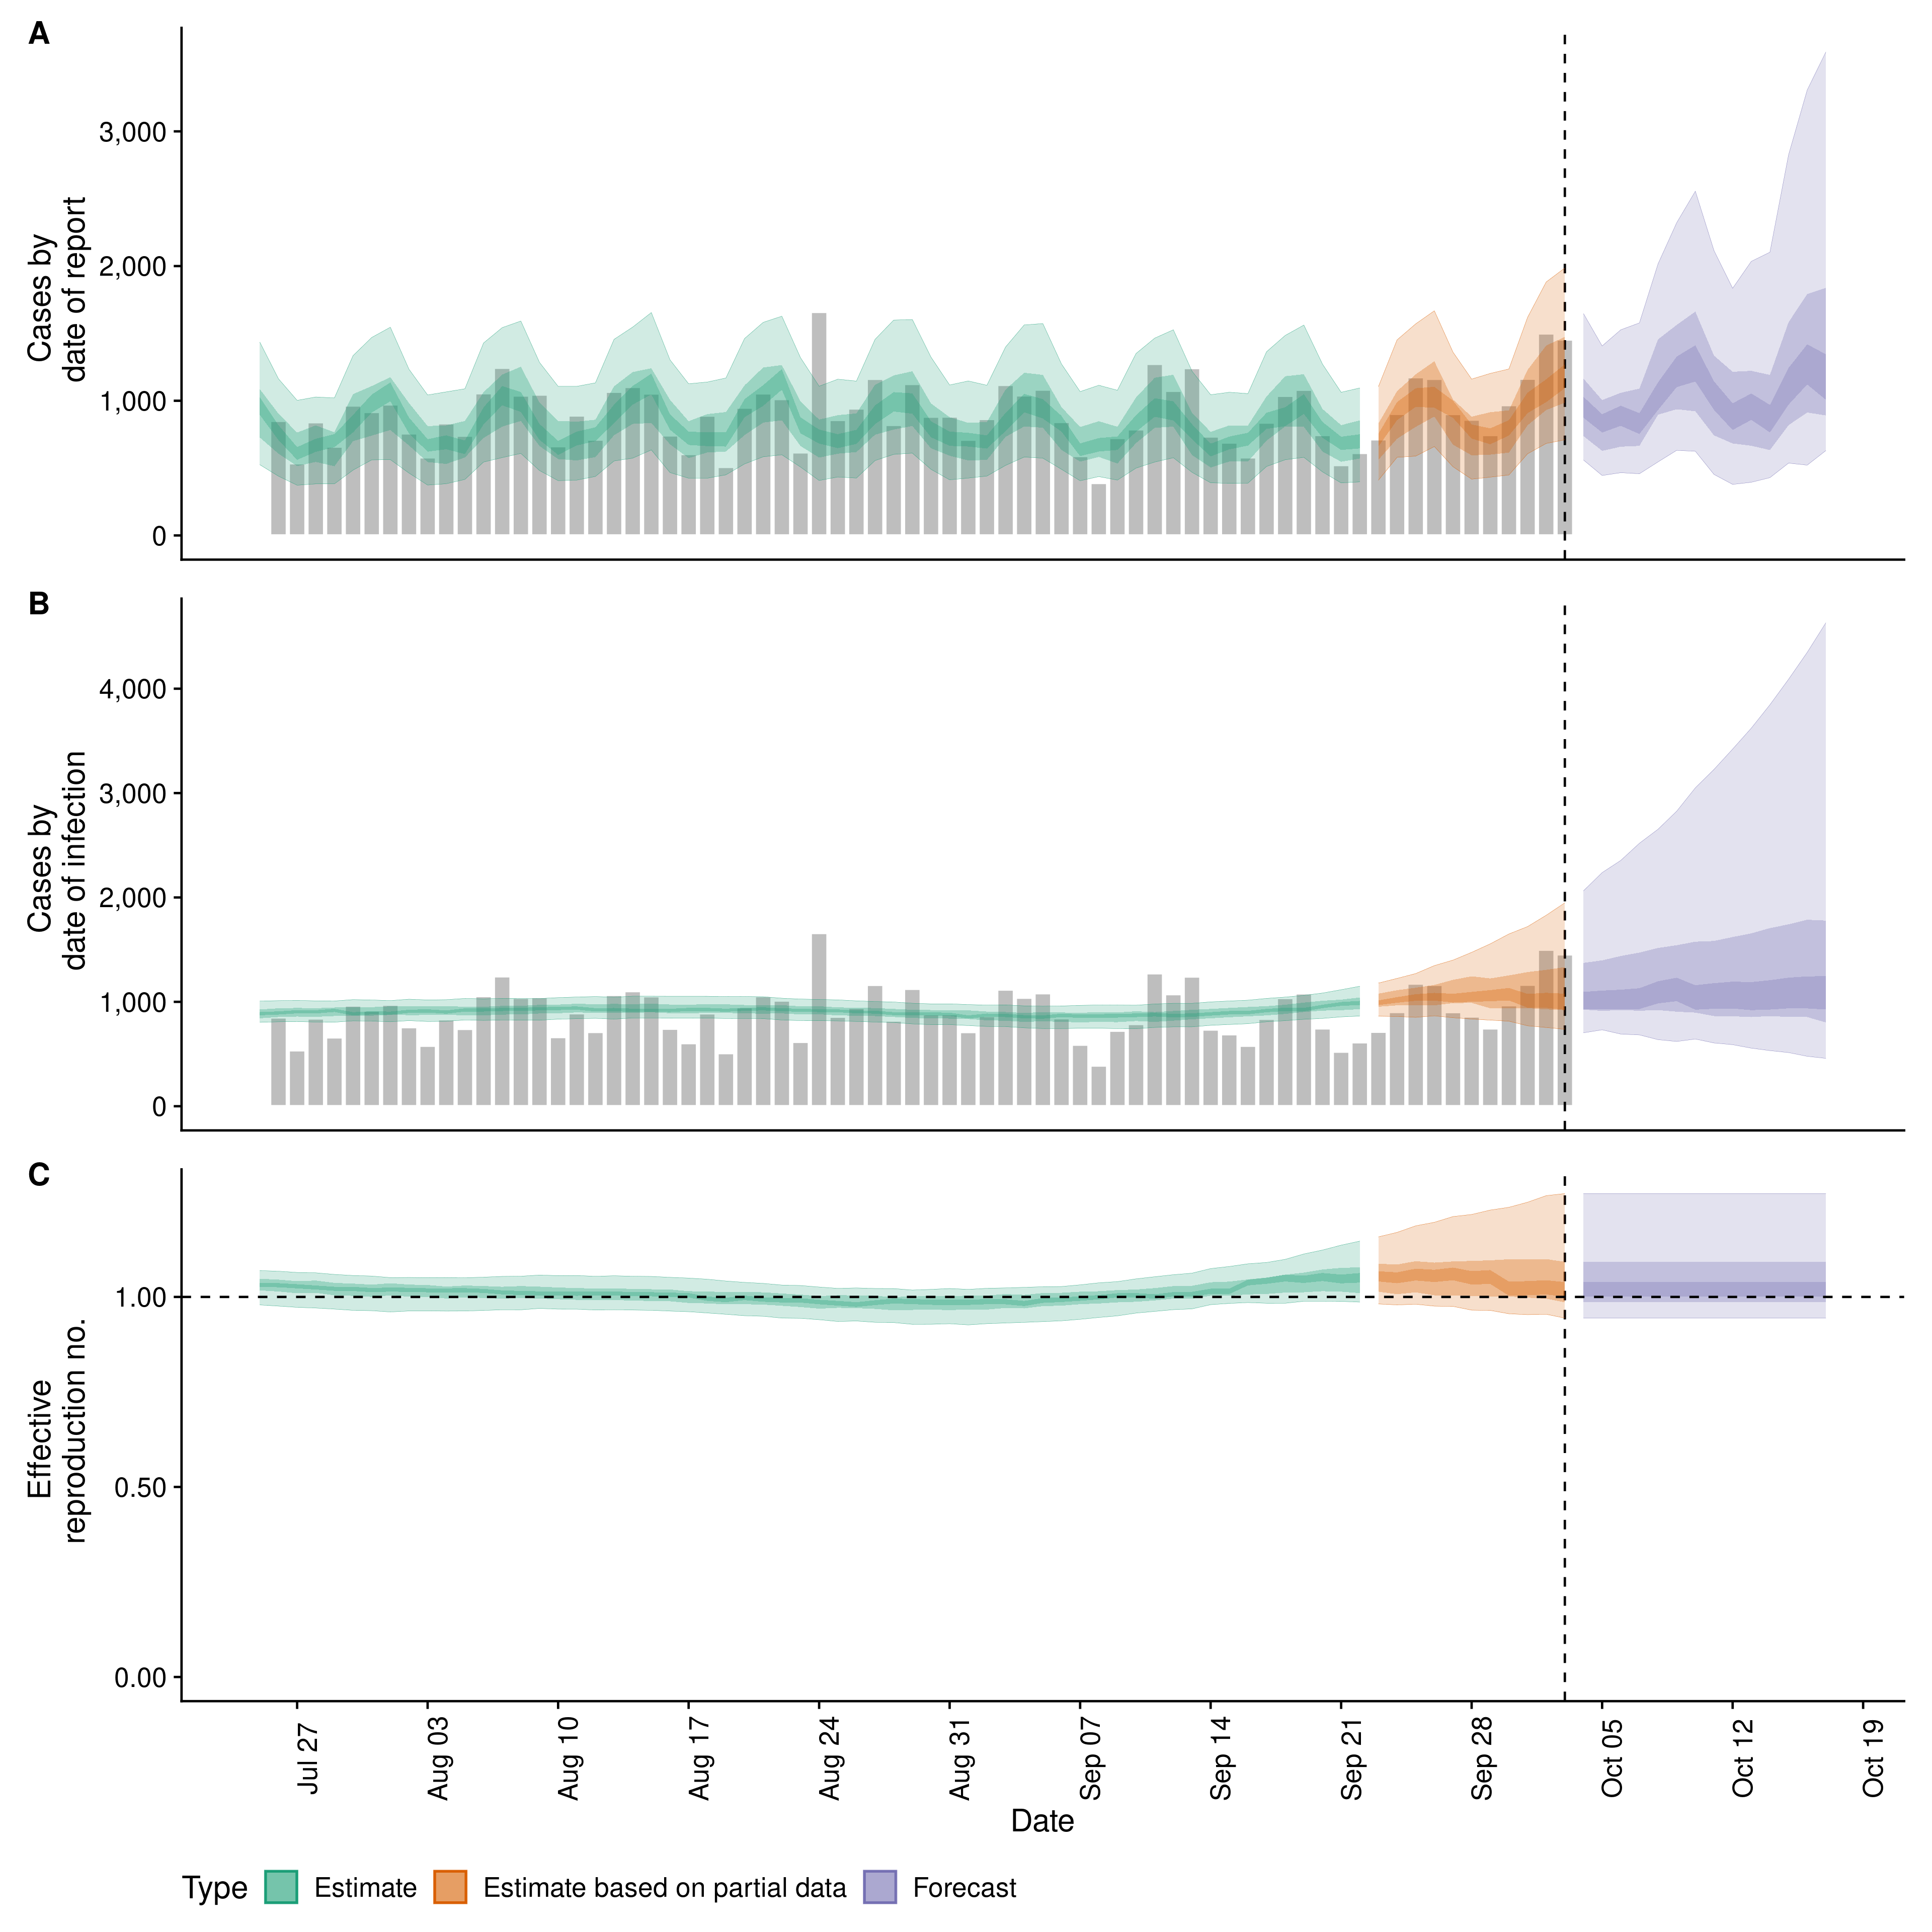 A
Cases by
date of report
3,000
2,000
1,000
0
B
Cases by
date of infection
4,000
3,000
2,000
1,000
0
C
Effective
reproduction no.
1.00
0.50
0.00
Jul 27
Aug 03
Aug 10
Aug 17
Aug 24
Aug 31
Sep 07
Sep 14
Sep 21
Sep 28
Oct 05
Oct 12
Oct 19
Date
Type Estimate Estimate based on partial data Forecast